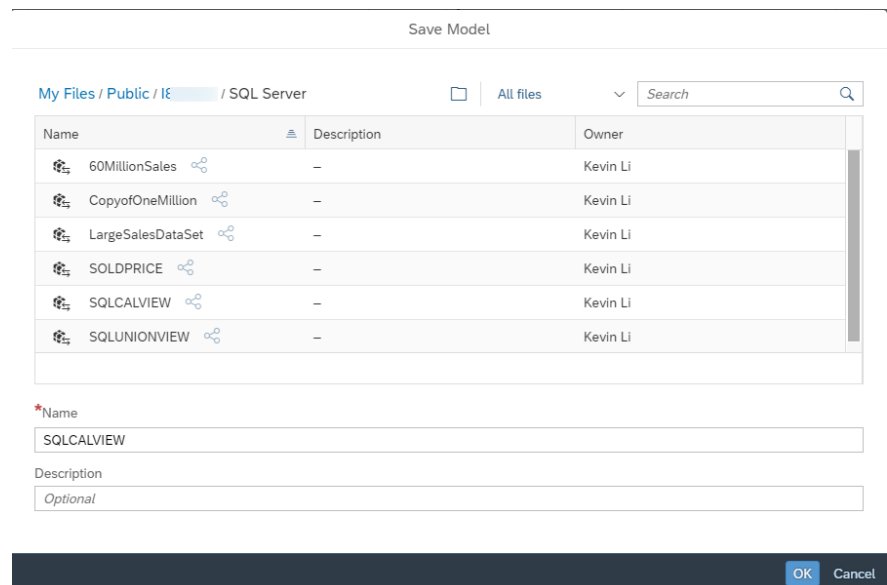 Save Model
My Files / Public / I8 / SQL Server All files Search
Name Description Owner
60MillionSales – Kevin Li
CopyofOneMillion – Kevin Li
LargeSalesDataSet – Kevin Li
SOLDPRICE – Kevin Li
SQLCALVIEW – Kevin Li
SQLUNIONVIEW – Kevin Li
*Name
SQLCALVIEW
Description
Optional
OK Cancel